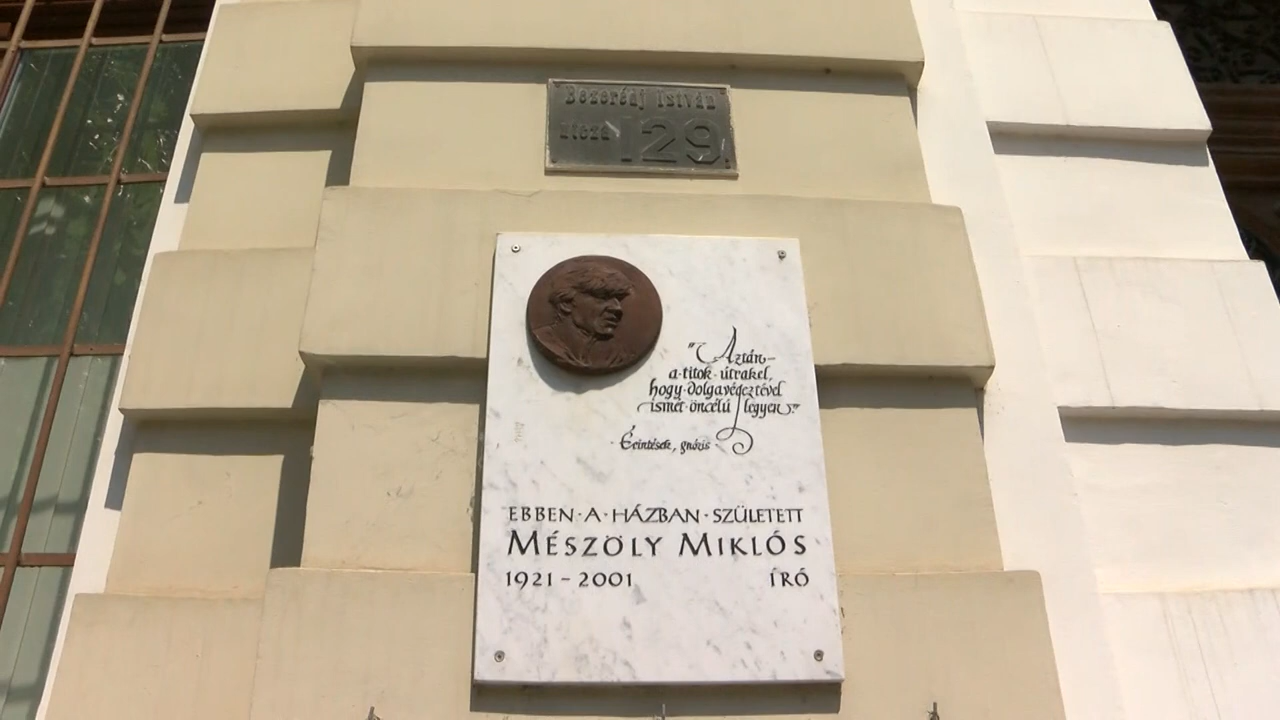 Bezerédj István
utcza 129.
"Aztán –
a titok útrakel,
hogy dolgavégeztével
ismét öncélú legyen."
Érintések, gnózis
EBBEN · A · HÁZBAN · SZÜLETETT
MÉSZÖLY MIKLÓS
1921 – 2001 ÍRÓ